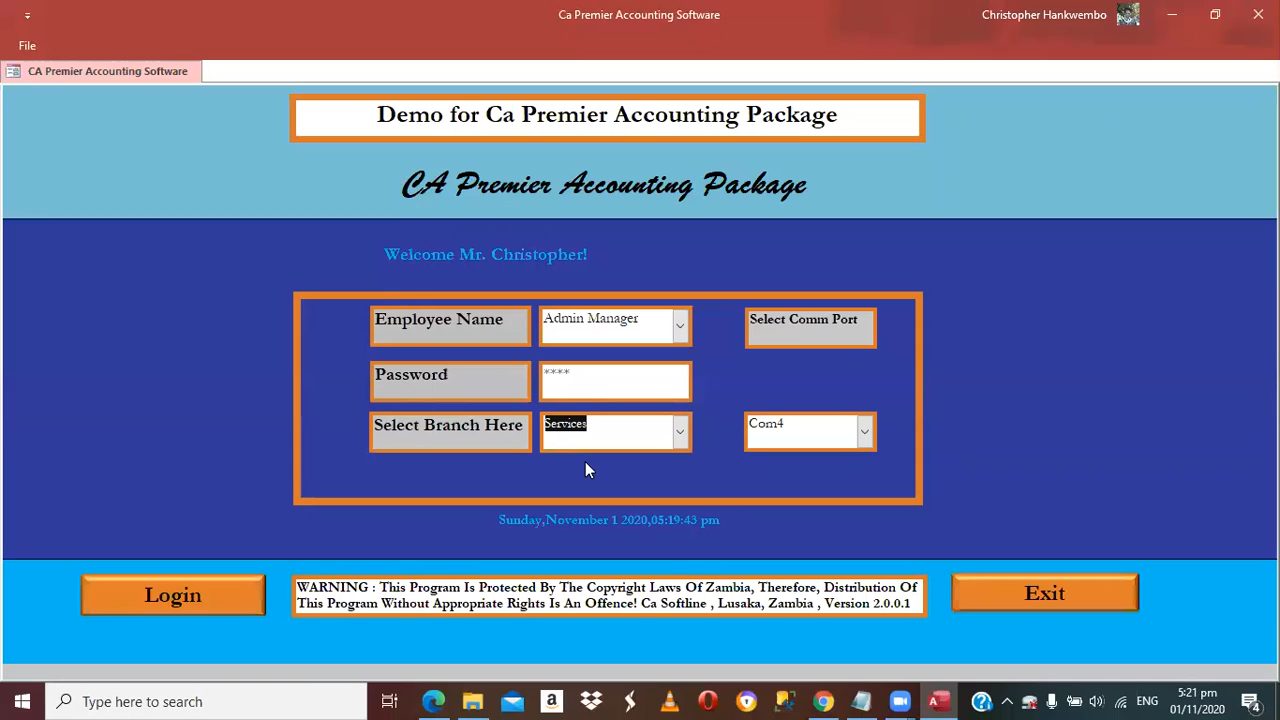 Ca Premier Accounting Software
Christopher Hankwembo
File
CA Premier Accounting Software
Demo for Ca Premier Accounting Package
CA Premier Accounting Package
Welcome Mr. Christopher!
Employee Name
Admin Manager
Select Comm Port
Password
****
Select Branch Here
Services
Com4
Sunday,November 1 2020,05:19:43 pm
Login
WARNING : This Program Is Protected By The Copyright Laws Of Zambia, Therefore, Distribution Of
This Program Without Appropriate Rights Is An Offence! Ca Softline , Lusaka, Zambia , Version 2.0.0.1
Exit
Type here to search
ENG
5:21 pm
01/11/2020
4